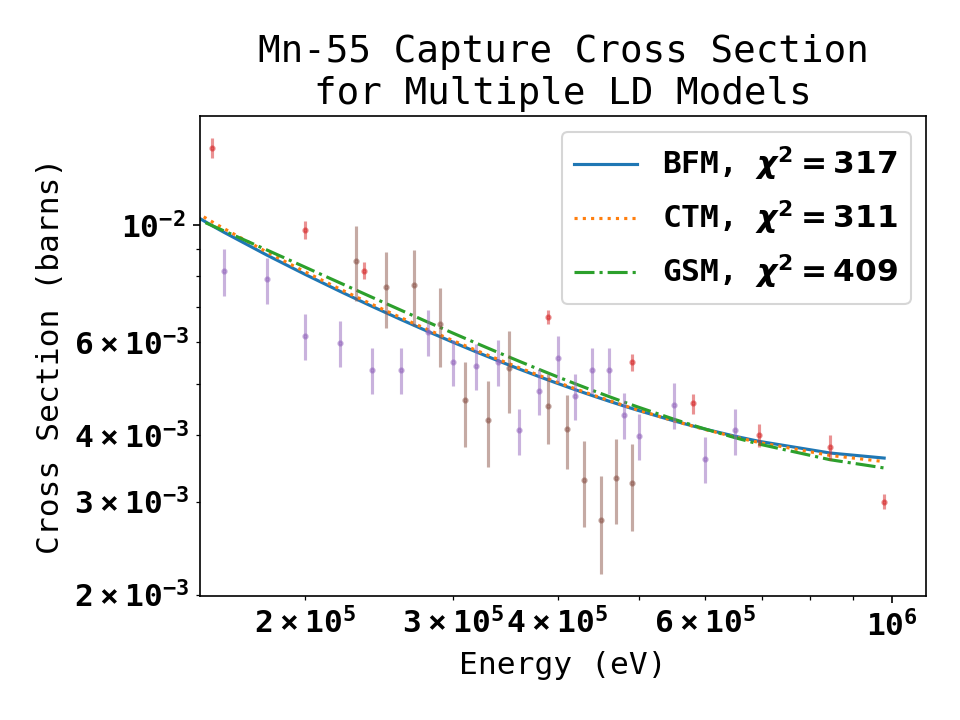 Mn-55 Capture Cross Section
for Multiple LD Models
BFM, χ² = 317
CTM, χ² = 311
GSM, χ² = 409
Cross Section (barns)
10⁻²
6 × 10⁻³
4 × 10⁻³
3 × 10⁻³
2 × 10⁻³
2 × 10⁵ 3 × 10⁵ 4 × 10⁵ 6 × 10⁵ 10⁶
Energy (eV)